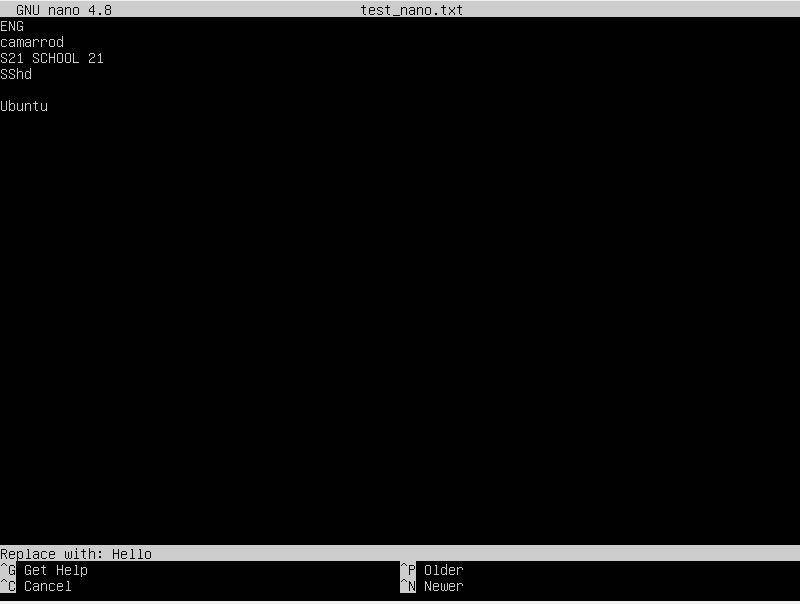 GNU nano 4.8 test_nano.txt
ENG
camarrod
S21 SCHOOL 21
SShd
Ubuntu
Replace with: Hello
^G Get Help ^P Older
^C Cancel ^N Newer